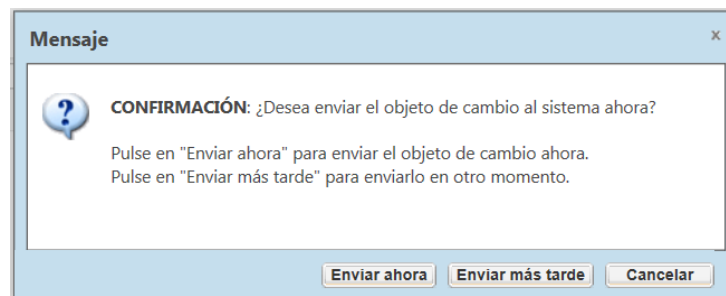 Mensaje
x
CONFIRMACIÓN: ¿Desea enviar el objeto de cambio al sistema ahora?
Pulse en "Enviar ahora" para enviar el objeto de cambio ahora.
Pulse en "Enviar más tarde" para enviarlo en otro momento.
Enviar ahora Enviar más tarde Cancelar